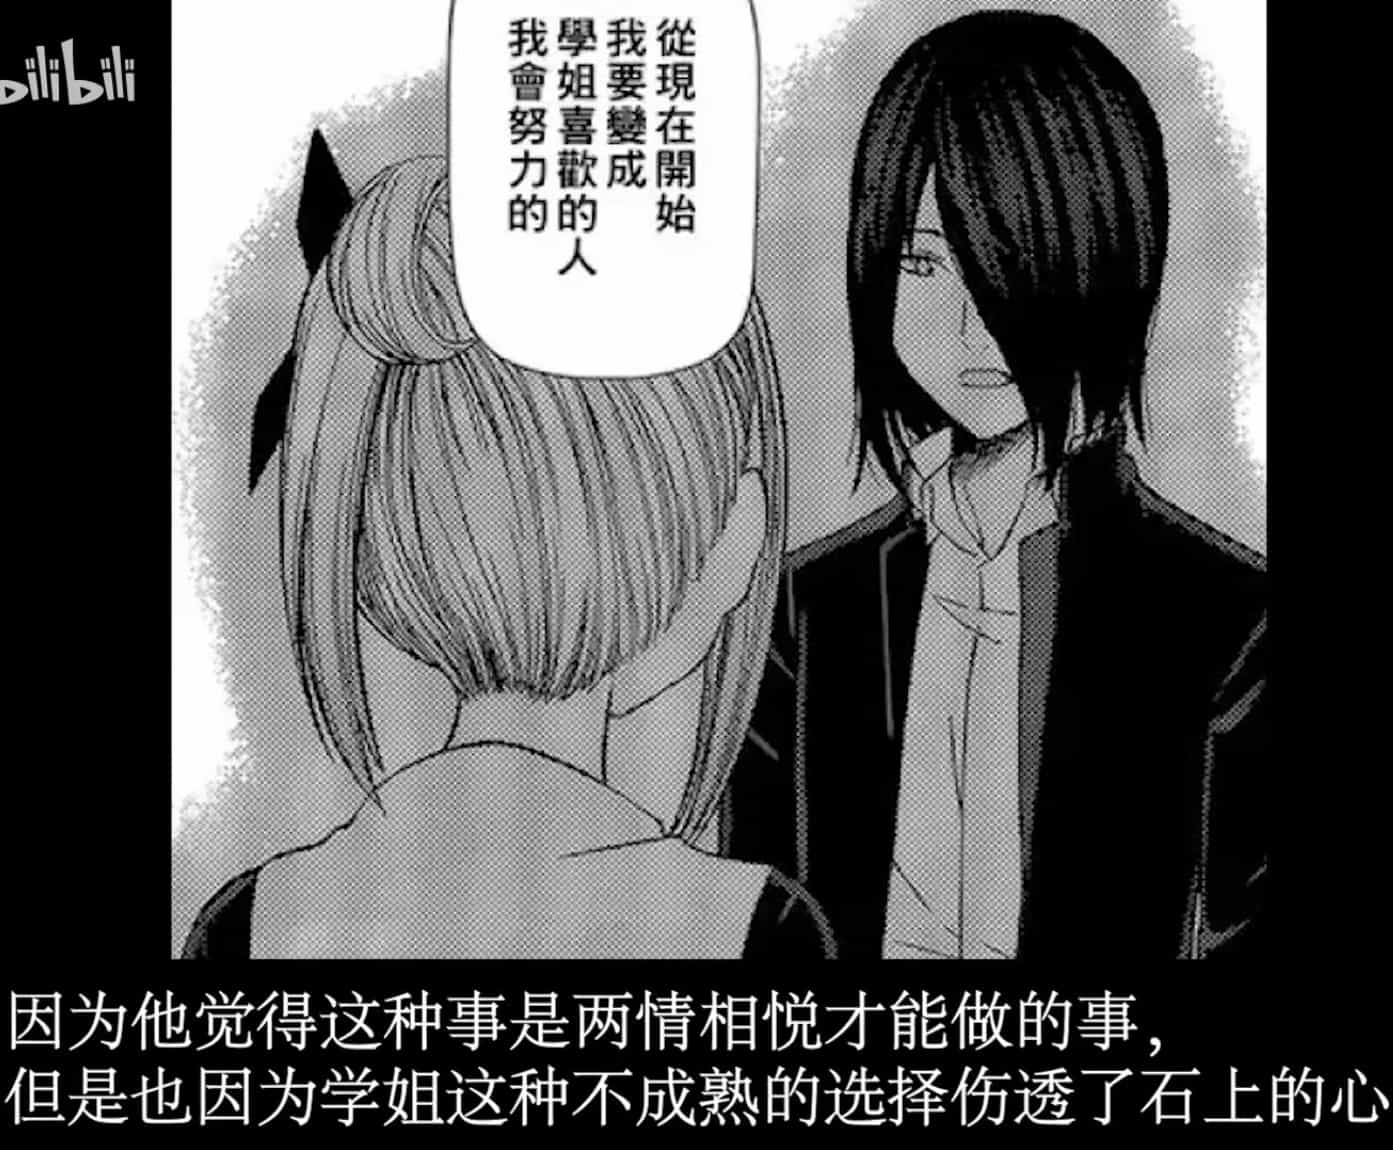 bilibili
從現在開始
我要變成
學姐喜歡的人
我會努力的
因为他觉得这种事是两情相悦才能做的事，
但是也因为学姐这种不成熟的选择伤透了石上的心